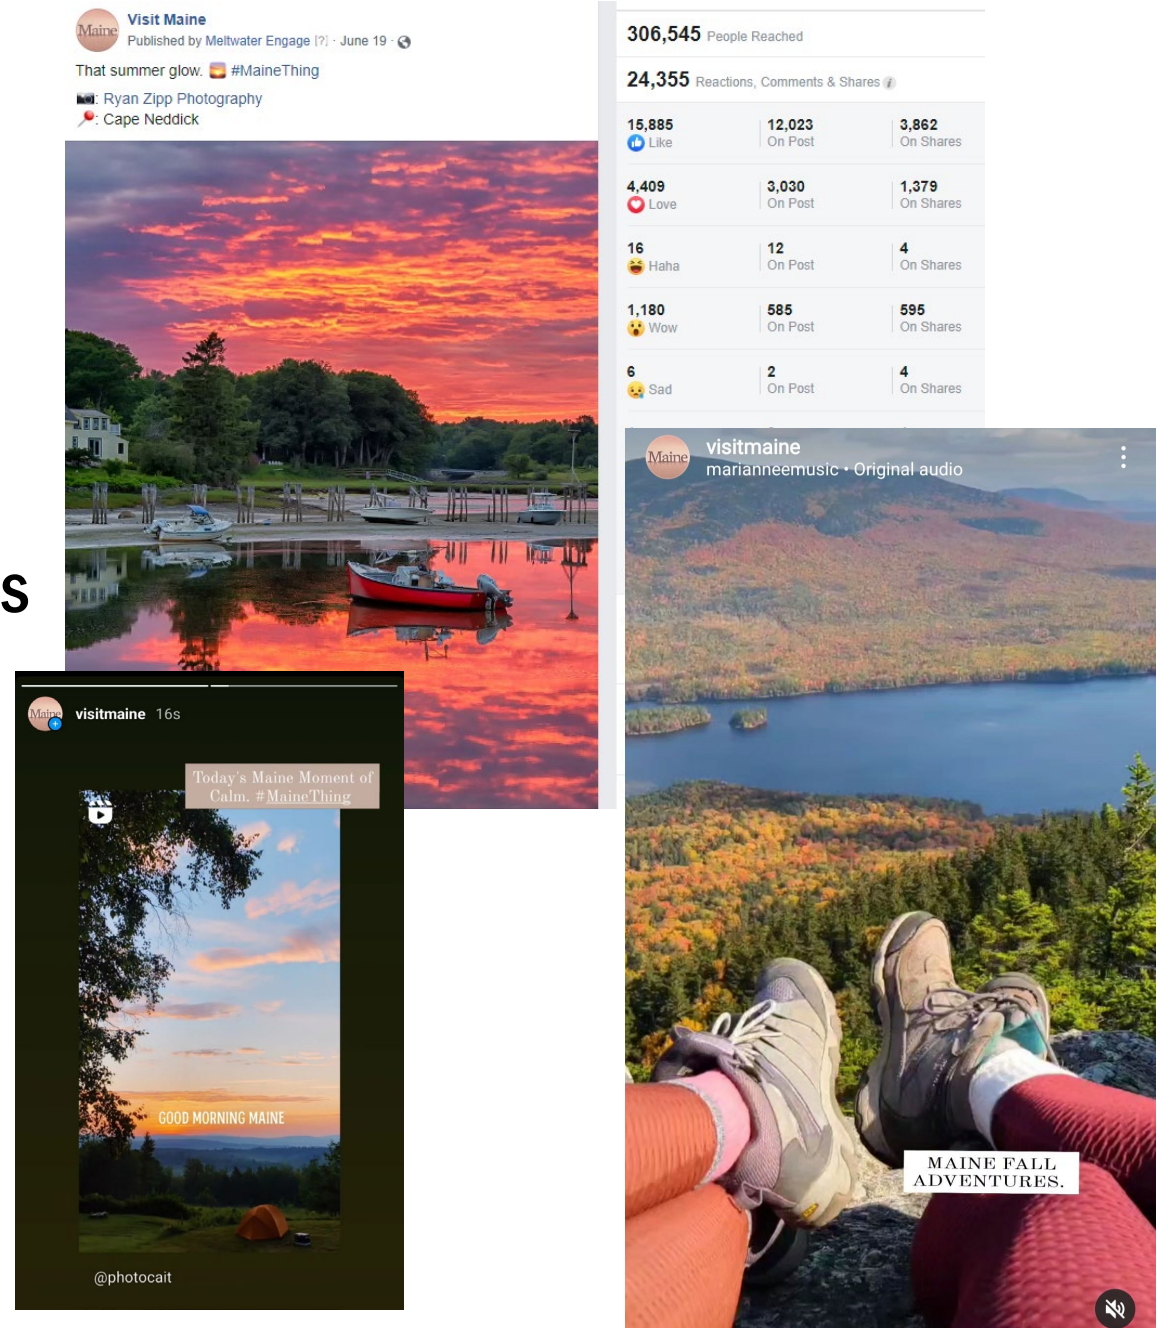 Maine
Visit Maine
Published by Meltwater Engage [?] · June 19 ·
That summer glow. #MaineThing
: Ryan Zipp Photography
: Cape Neddick
306,545 People Reached
24,355 Reactions, Comments & Shares i
15,885 12,023 3,862
Like On Post On Shares
4,409 3,030 1,379
Love On Post On Shares
16 12 4
Haha On Post On Shares
1,180 585 595
Wow On Post On Shares
6 2 4
Sad On Post On Shares
Maine
visitmaine
marianneemusic • Original audio
s
Maine
visitmaine 16s
Today's Maine Moment of
Calm. #MaineThing
GOOD MORNING MAINE
@photocait
MAINE FALL
ADVENTURES.